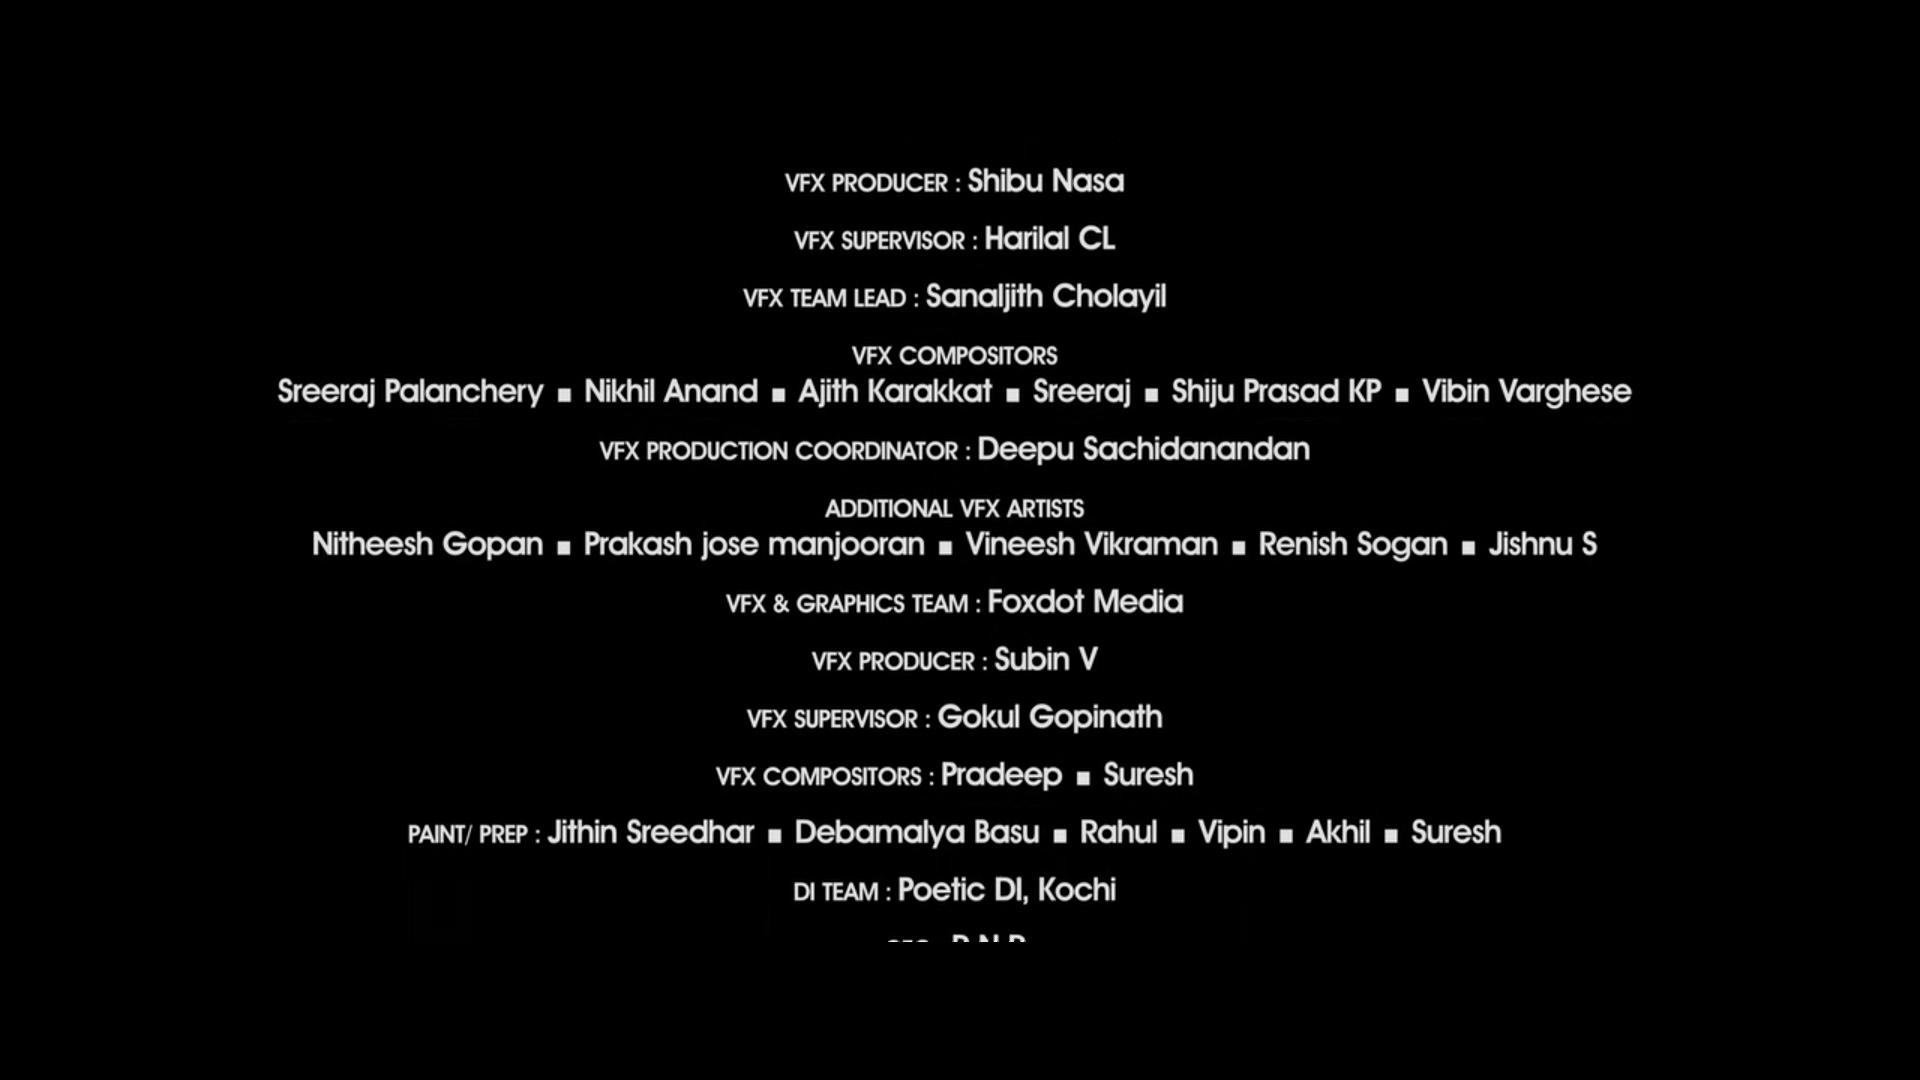 VFX PRODUCER : Shibu Nasa
VFX SUPERVISOR : Harilal CL
VFX TEAM LEAD : Sanaljith Cholayil
VFX COMPOSITORS
Sreeraj Palanchery ■ Nikhil Anand ■ Ajith Karakkat ■ Sreeraj ■ Shiju Prasad KP ■ Vibin Varghese
VFX PRODUCTION COORDINATOR : Deepu Sachidanandan
ADDITIONAL VFX ARTISTS
Nitheesh Gopan ■ Prakash jose manjooran ■ Vineesh Vikraman ■ Renish Sogan ■ Jishnu S
VFX & GRAPHICS TEAM : Foxdot Media
VFX PRODUCER : Subin V
VFX SUPERVISOR : Gokul Gopinath
VFX COMPOSITORS : Pradeep ■ Suresh
PAINT/ PREP : Jithin Sreedhar ■ Debamalya Basu ■ Rahul ■ Vipin ■ Akhil ■ Suresh
DI TEAM : Poetic DI, Kochi